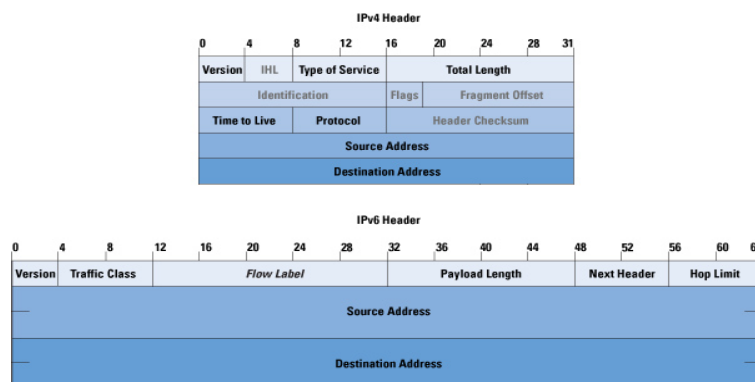 IPv4 Header
0 4 8 12 16 20 24 28 31
Version IHL Type of Service Total Length
Identification Flags Fragment Offset
Time to Live Protocol Header Checksum
Source Address
Destination Address
IPv6 Header
0 4 8 12 16 20 24 28 32 36 40 44 48 52 56 60
Version Traffic Class Flow Label Payload Length Next Header Hop Limit
Source Address
Destination Address